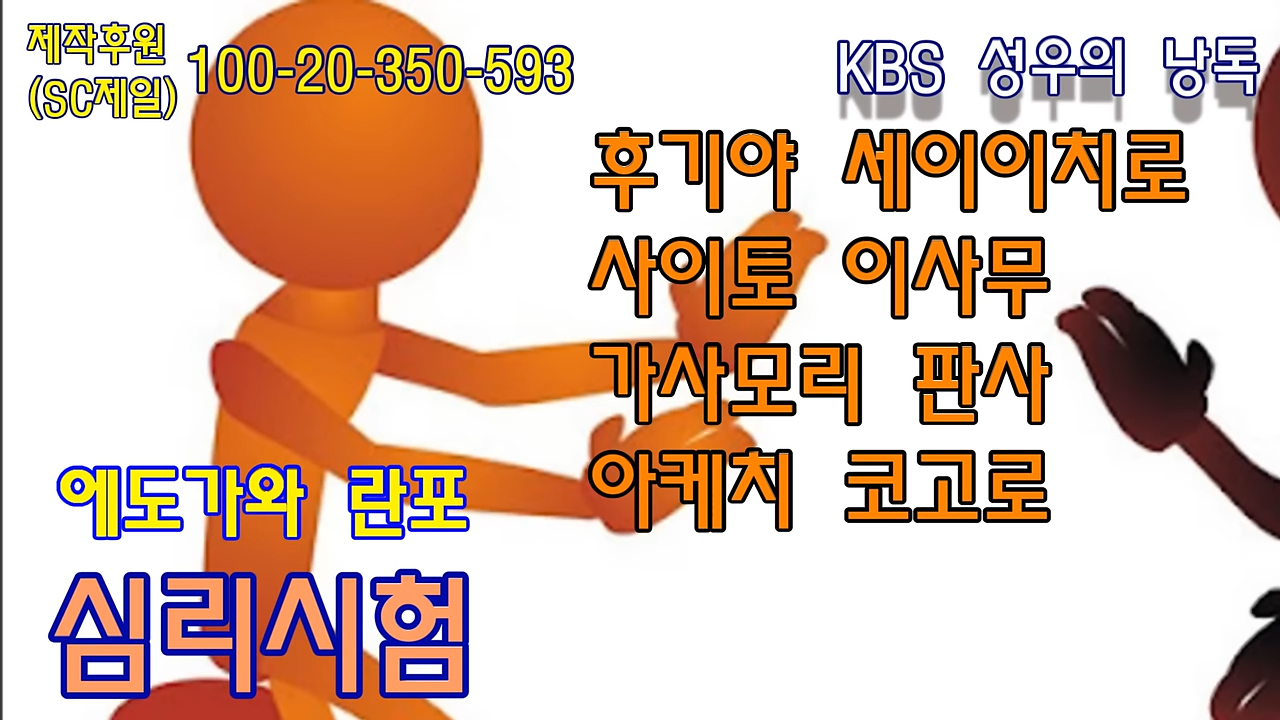 제작후원
(SC제일)
100-20-350-593
KBS 성우의 낭독
후기야 세이이치로
사이토 이사무
가사모리 판사
아케치 코고로
에도가와 란포
심리시험